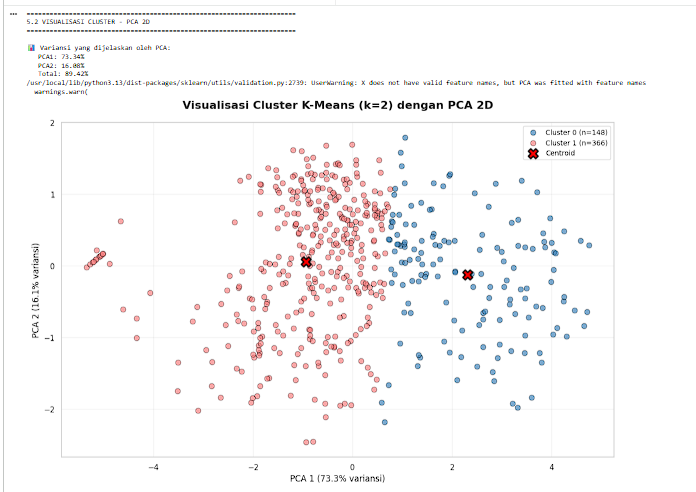 ================================================================
5.2 VISUALISASI CLUSTER - PCA 2D
================================================================
📊 Variansi yang dijelaskan oleh PCA:
PCA1: 73.34%
PCA2: 16.08%
Total: 89.42%
/usr/local/lib/python3.13/dist-packages/sklearn/utils/validation.py:2739: UserWarning: X does not have valid feature names, but PCA was fitted with feature names
warnings.warn(
Visualisasi Cluster K-Means (k=2) dengan PCA 2D
Cluster 0 (n=148)
Cluster 1 (n=366)
Centroid
2
1
0
−1
−2
PCA 2 (16.1% variansi)
−4
−2
0
2
4
PCA 1 (73.3% variansi)